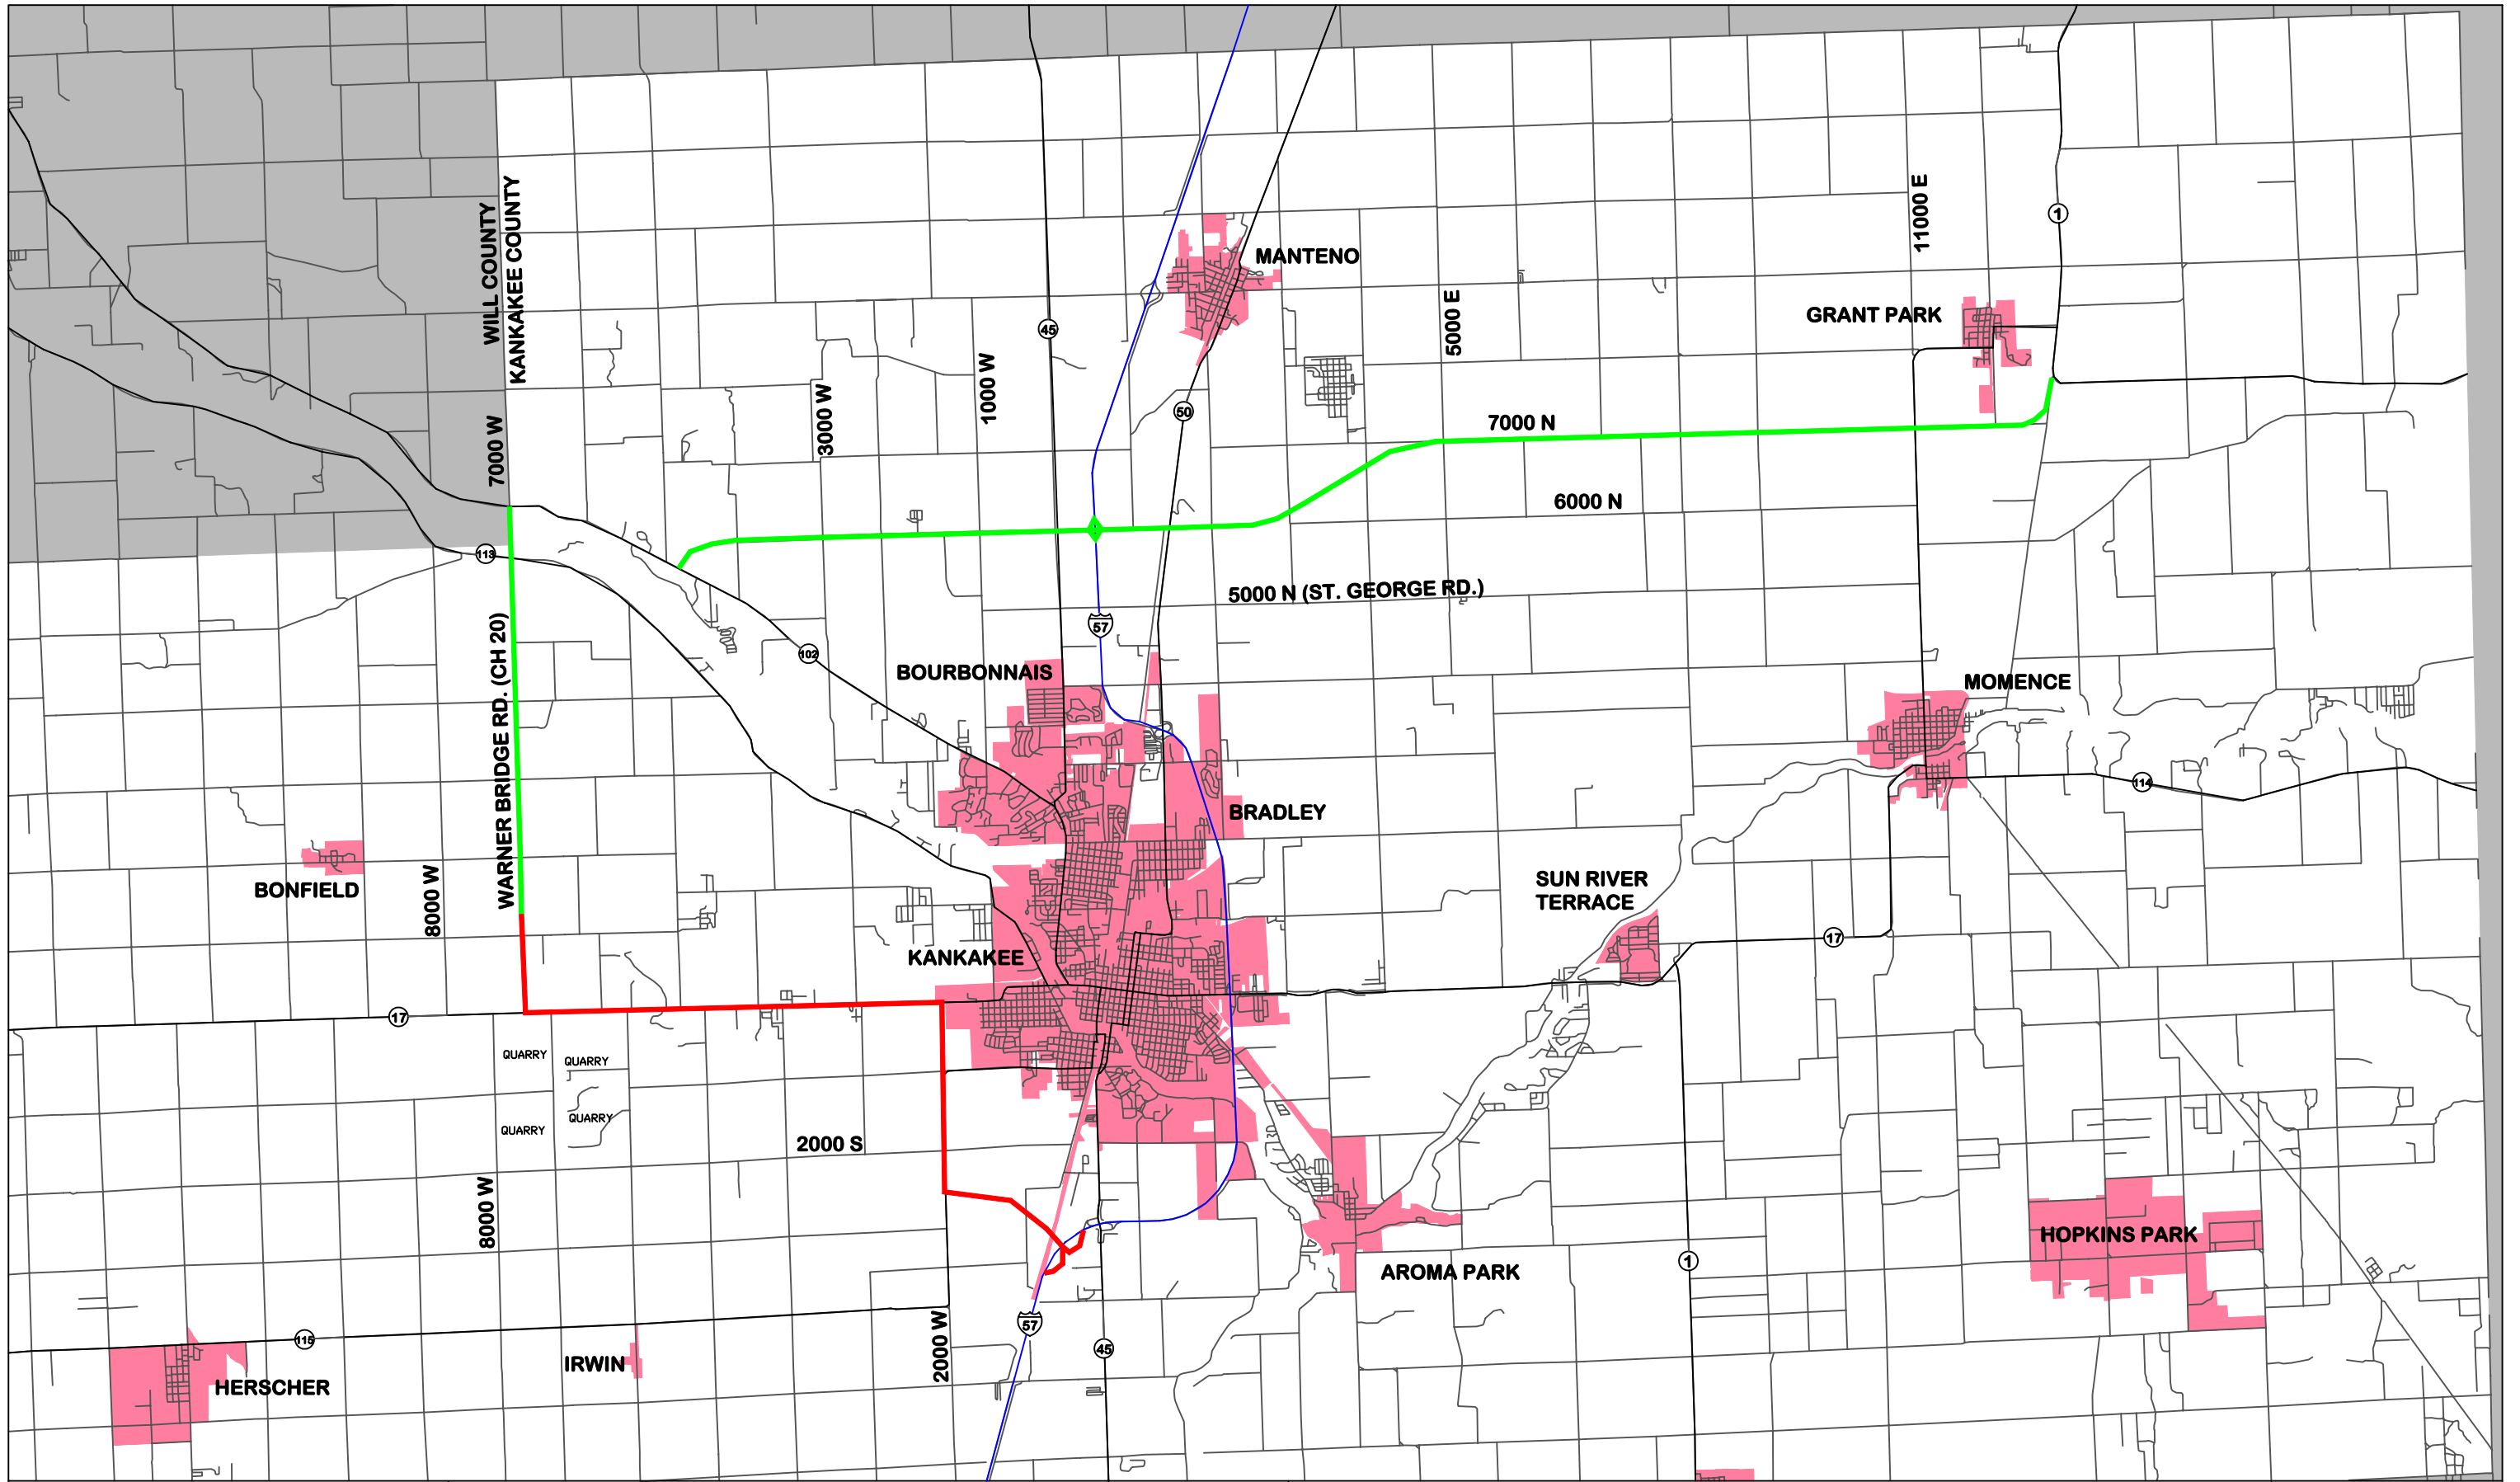 WILL COUNTY
KANKAKEE COUNTY
11000 E
1
MANTENO
5000 E
GRANT PARK
45
1000 W
3000 W
50
7000 W
7000 N
6000 N
113
5000 N (ST. GEORGE RD.)
57
WARNER BRIDGE RD. (CH 20)
102
BOURBONNAIS
MOMENCE
114
BRADLEY
BONFIELD
8000 W
SUN RIVER
TERRACE
KANKAKEE
17
17
QUARRY
QUARRY
QUARRY
QUARRY
2000 S
8000 W
HOPKINS PARK
AROMA PARK
1
57
115
2000 W
45
IRWIN
HERSCHER